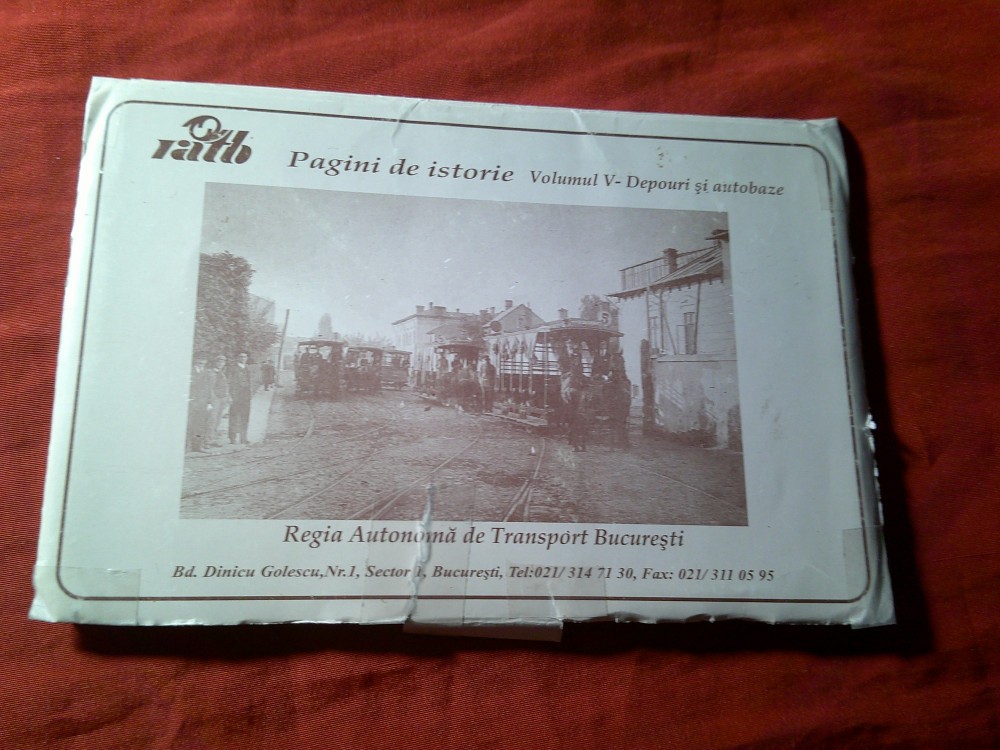 ratb
Pagini de istorie Volumul V- Depouri şi autobaze
5
Regia Autonomă de Transport Bucureşti
Bd. Dinicu Golescu,Nr.1, Sector 1, Bucureşti, Tel:021/ 314 71 30, Fax: 021/ 311 05 95